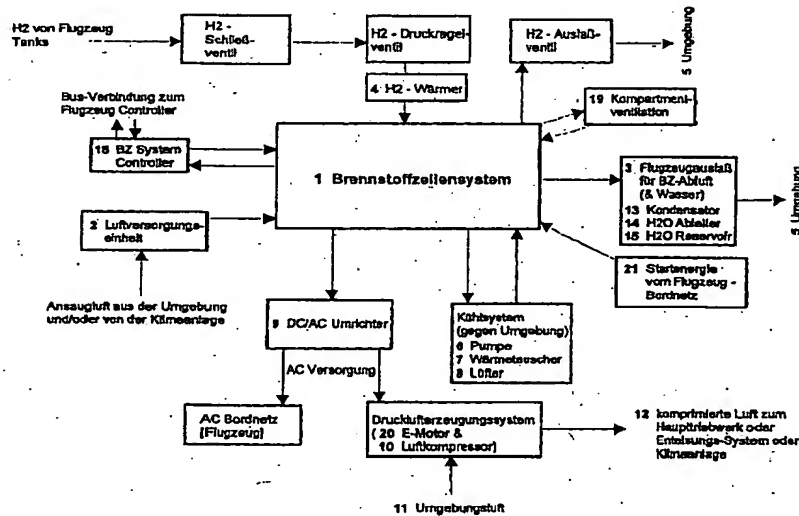 H2 von Flugzeug
Tanks
H2 -
Schließ-
ventil
H2 - Druckregel-
ventil
H2 - Auslaß-
ventil
5 Umgebung
4 H2 - Wärmer
19 Kompartment-
ventilation
Bus-Verbindung zum
Flugzeug Controller
BZ System
Controller
1 Brennstoffzellensystem
3 Flugzeugauslaß
für BZ-Abluft
(& Wasser)
13 Kondensator
14 H2O Ableiter
15 H2O Reservoir
5 Umgebung
2 Luftversorgungs-
einheit
21 Startenergie
vom Flugzeug -
Bordnetz
Ansaugluft aus der Umgebung
und/oder von der Klimaanlage
9 DC/AC Umrichter
Kühlsystem
(gegen Umgebung)
6 Pumpe
7 Wärmetauscher
8 Lüfter
AC Versorgung
AC Bordnetz
(Flugzeug)
Drucklufterzeugungssystem
(20 E-Motor &
10 Luftkompressor)
12 komprimierte Luft zum
Haupttriebwerk oder
Enteisungs-System oder
Klimaanlage
11 Umgebungsluft